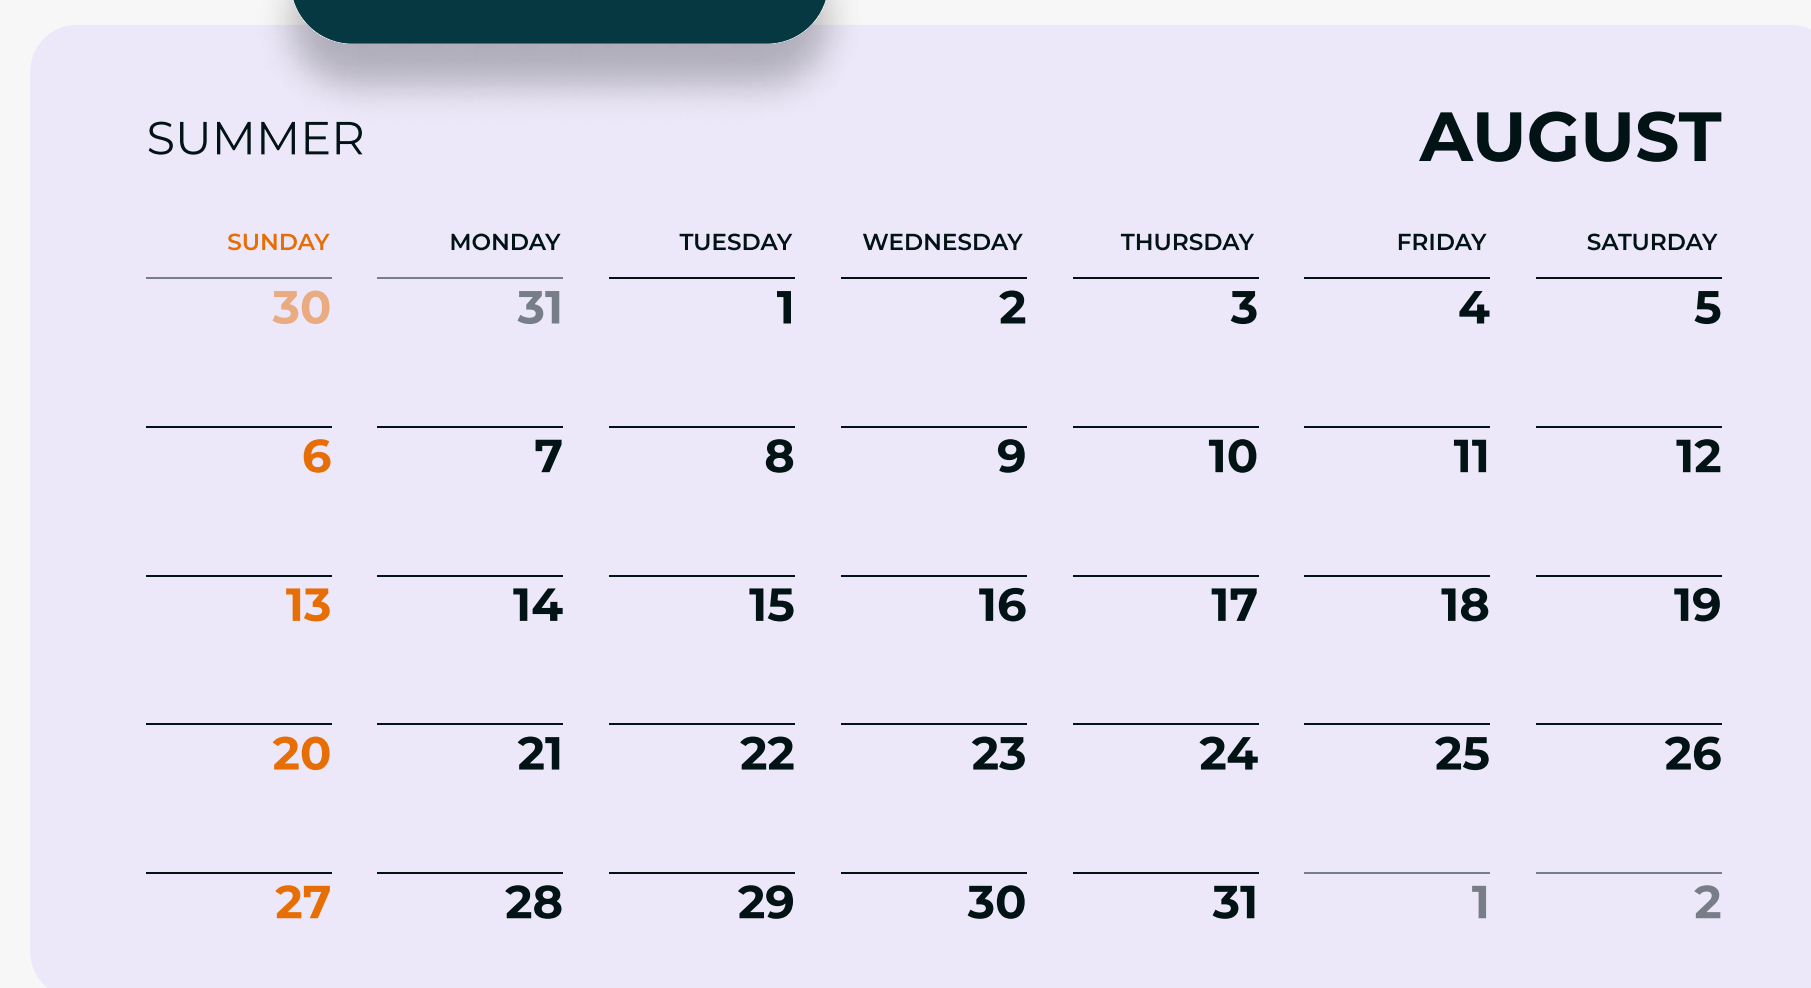 SUMMER AUGUST
SUNDAY MONDAY TUESDAY WEDNESDAY THURSDAY FRIDAY SATURDAY
30 31 1 2 3 4 5
6 7 8 9 10 11 12
13 14 15 16 17 18 19
20 21 22 23 24 25 26
27 28 29 30 31 1 2